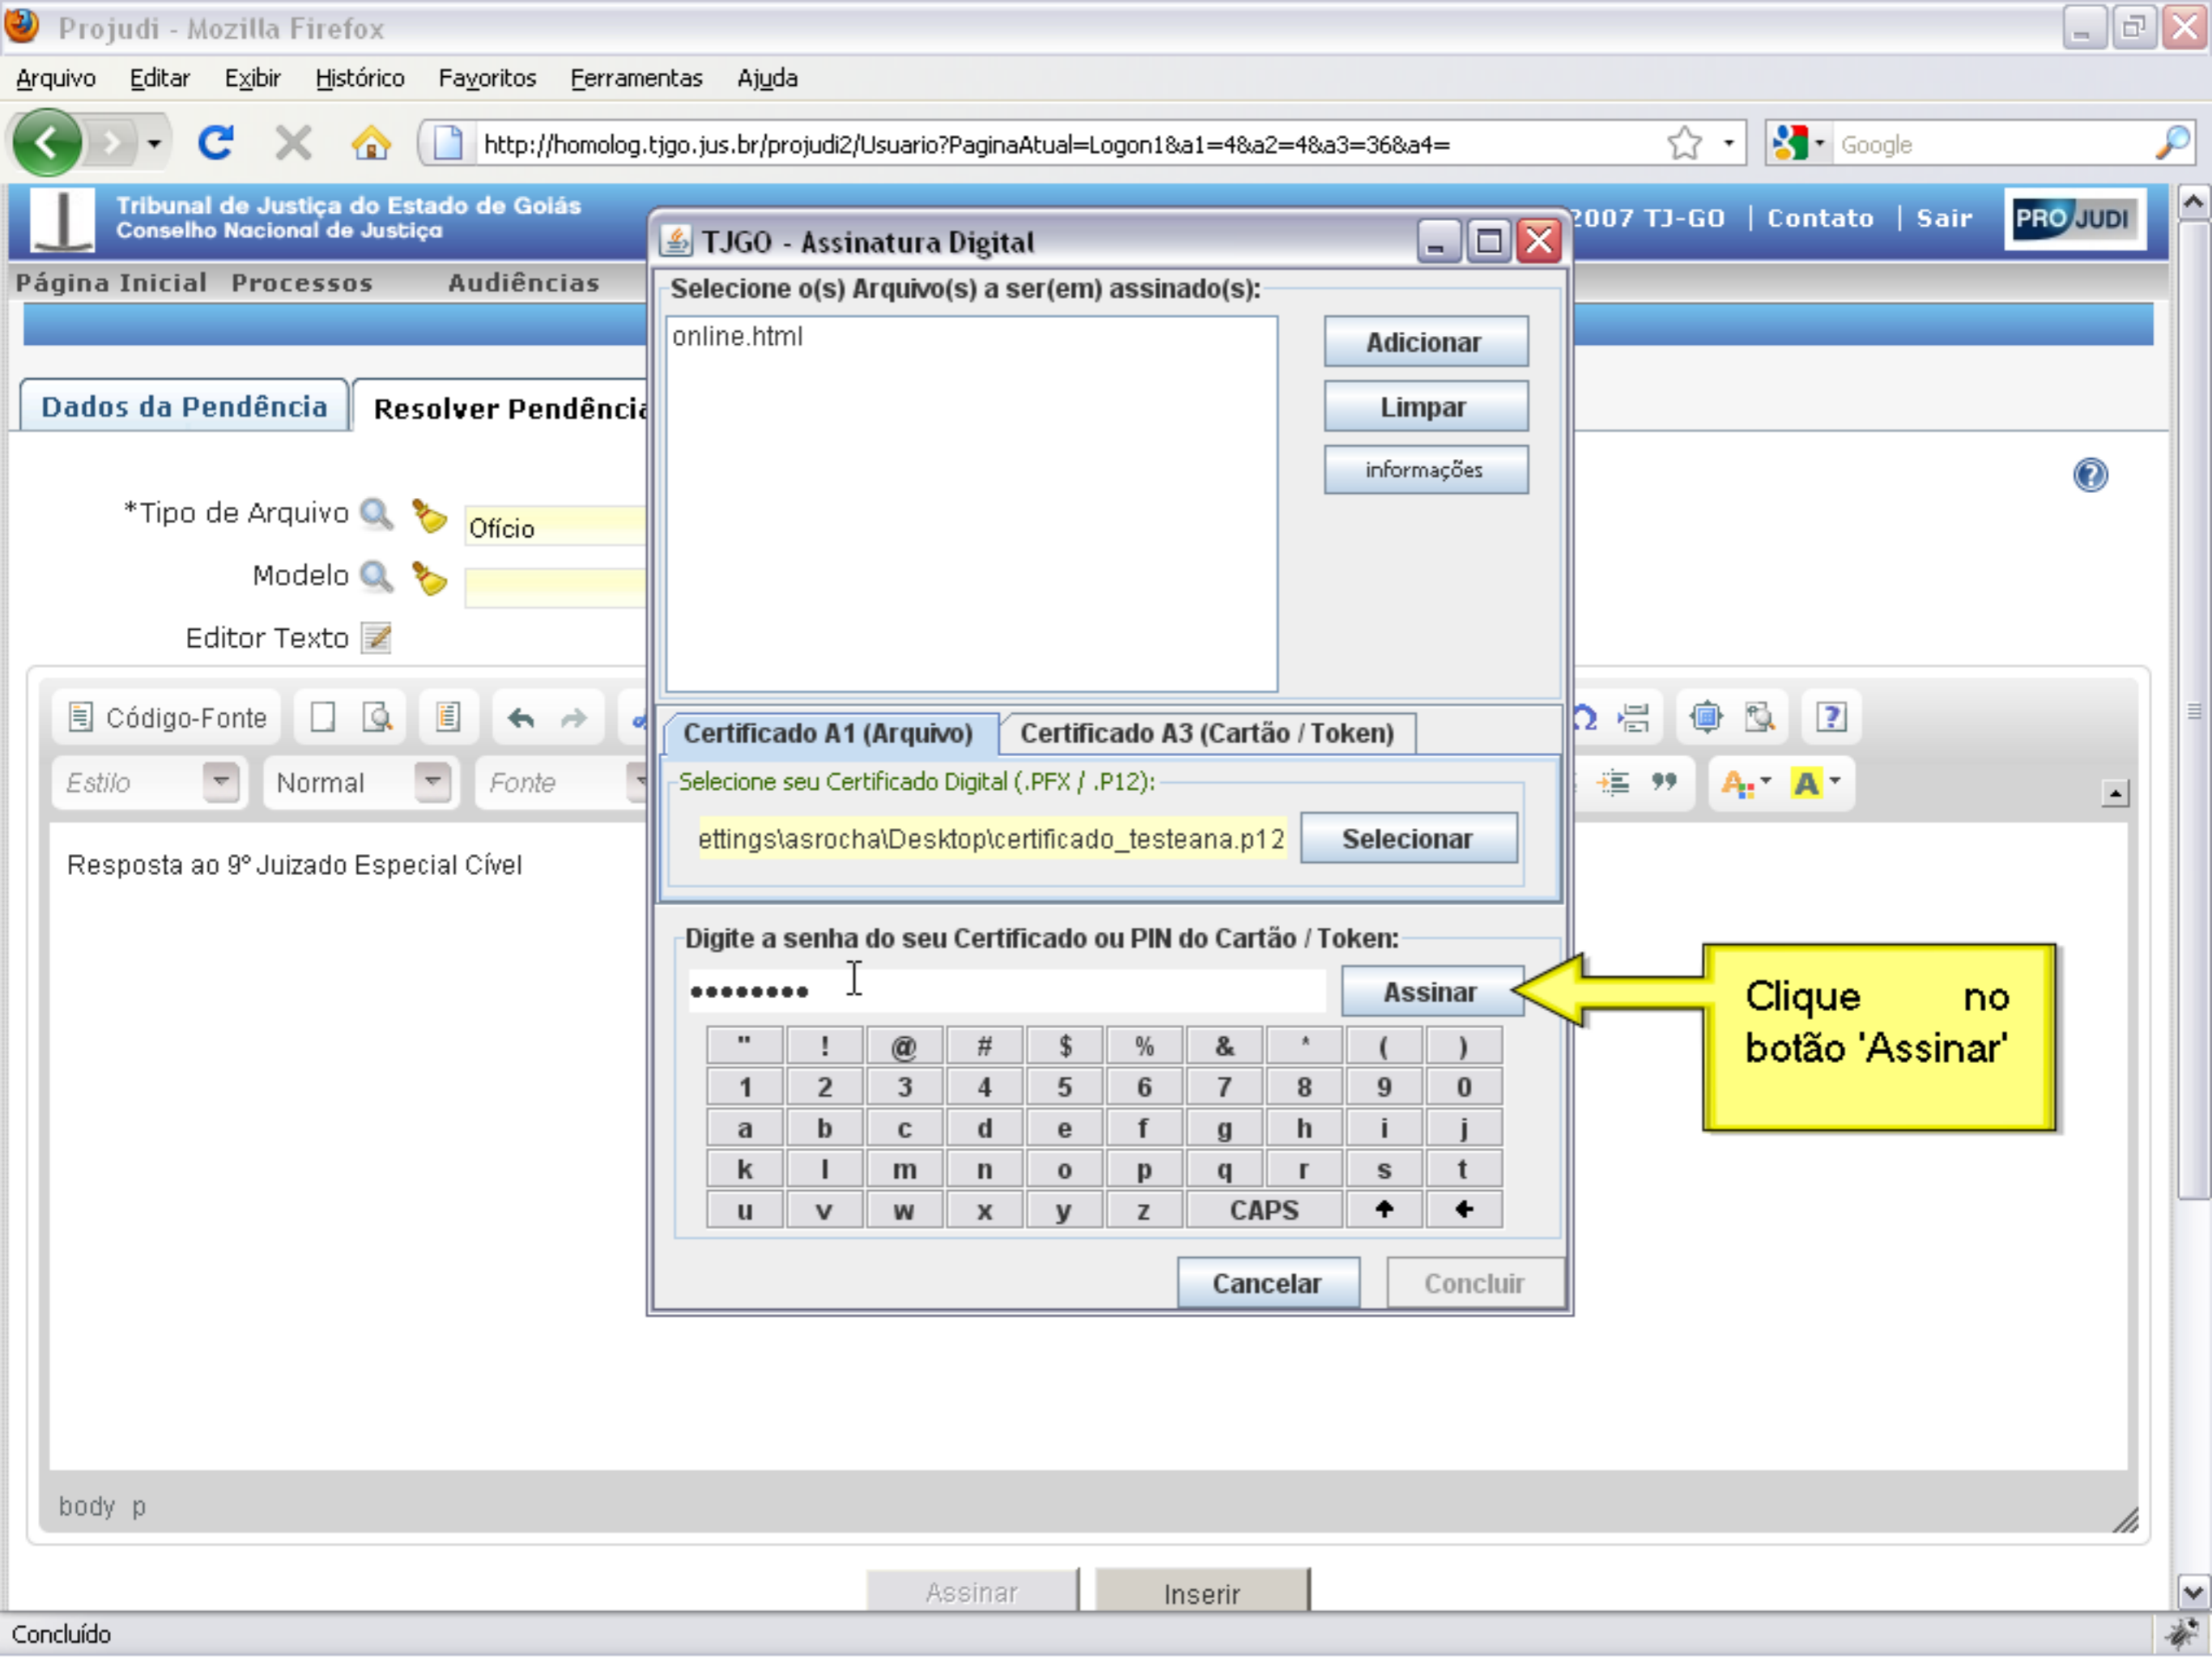 Projudi - Mozilla Firefox
Arquivo Editar Exibir Histórico Favoritos Ferramentas Ajuda
http://homolog.tjgo.jus.br/projudi2/Usuario?PaginaAtual=Logon1&a1=4&a2=4&a3=36&a4=
Google
Tribunal de Justiça do Estado de Goiás
Conselho Nacional de Justiça
2007 TJ-GO | Contato | Sair
PROJUDI
Página Inicial Processos Audiências
Dados da Pendência Resolver Pendência
*Tipo de Arquivo Ofício
Modelo
Editor Texto
Código-Fonte
Estilo Normal Fonte
Resposta ao 9º Juizado Especial Cível
body p
Assinar Inserir
Concluído
TJGO - Assinatura Digital
Selecione o(s) Arquivo(s) a ser(em) assinado(s):
online.html
Adicionar
Limpar
informações
Certificado A1 (Arquivo) Certificado A3 (Cartão / Token)
Selecione seu Certificado Digital (.PFX / .P12):
ettings\asrocha\Desktop\certificado_testeana.p12 Selecionar
Digite a senha do seu Certificado ou PIN do Cartão / Token:
•••••••• Assinar
" ! @ # $ % & * ( )
1 2 3 4 5 6 7 8 9 0
a b c d e f g h i j
k l m n o p q r s t
u v w x y z CAPS
Cancelar Concluir
Clique no
botão 'Assinar'